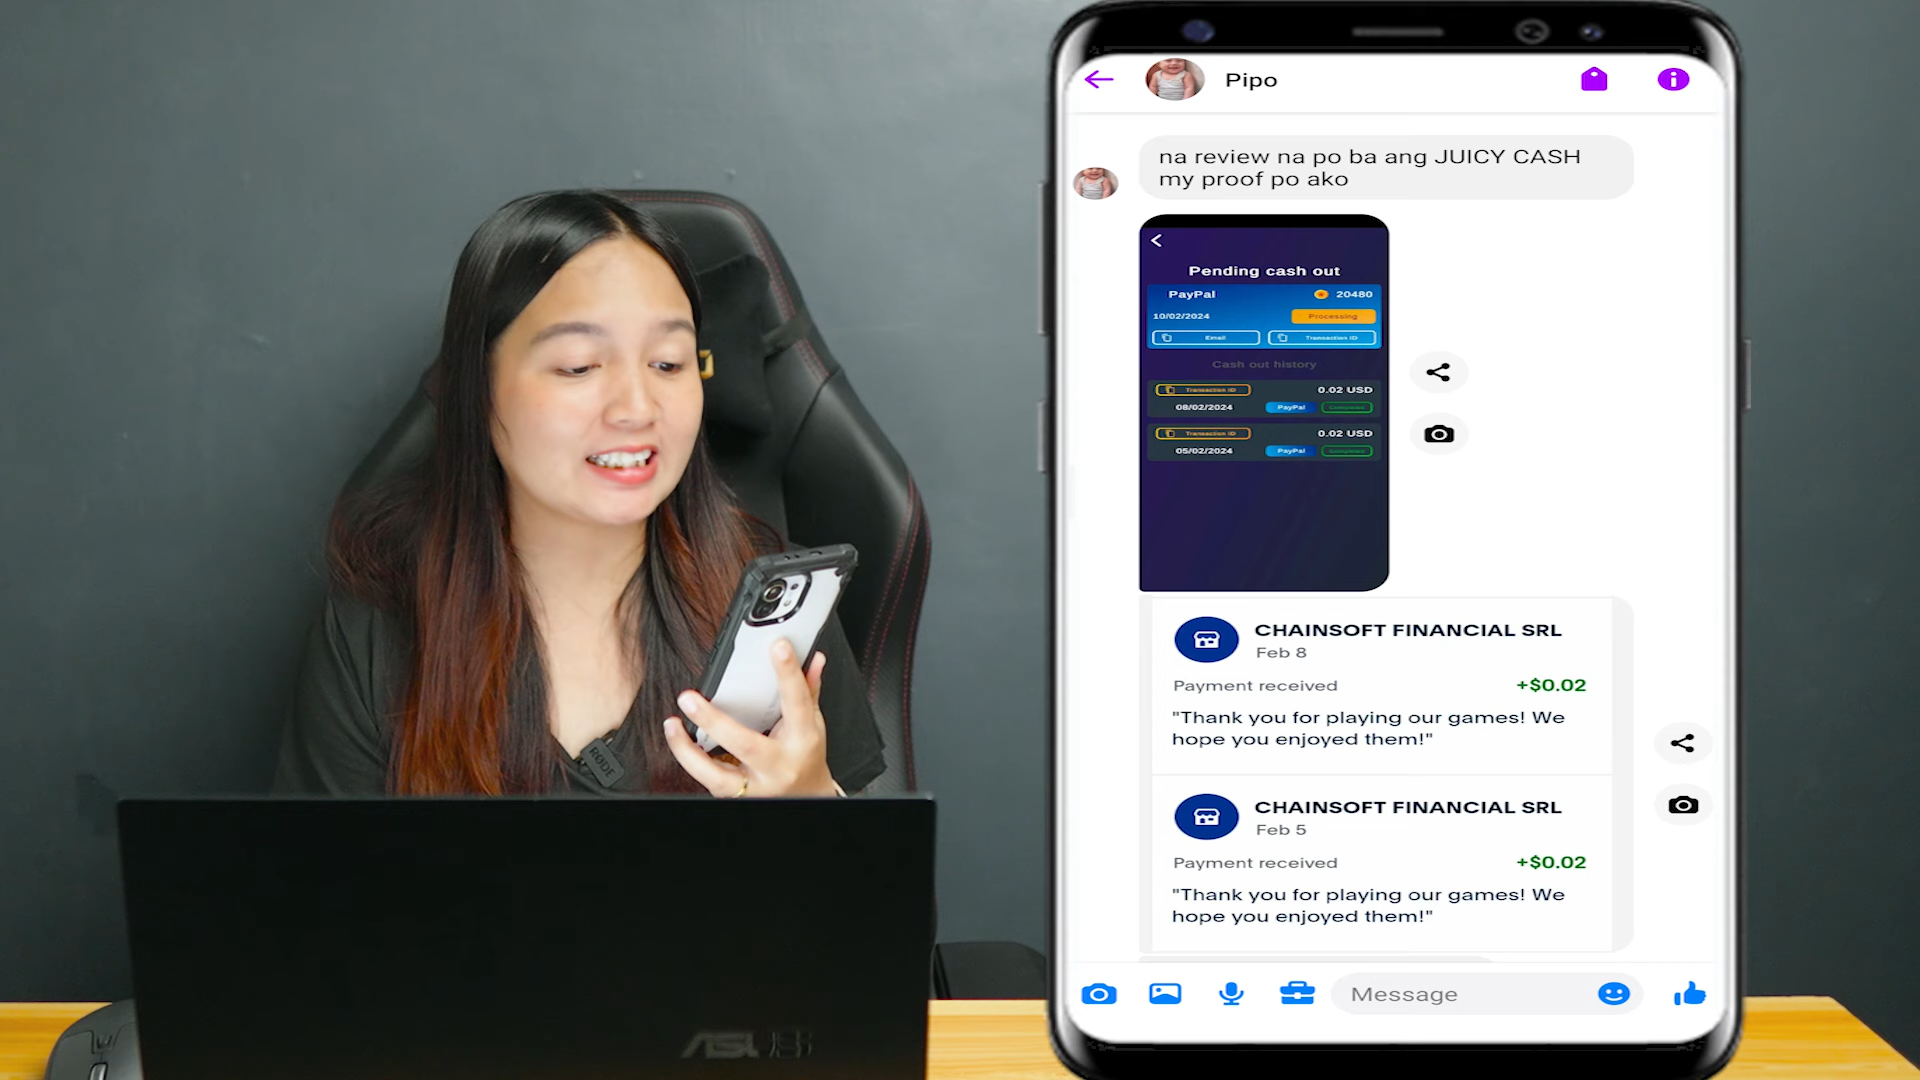 Pipo
na review na po ba ang JUICY CASH
my proof po ako
Pending cash out
PayPal 20480
10/02/2024 Processing
Email Transaction ID
Cash out history
Transaction ID 0.02 USD
08/02/2024 PayPal Completed
Transaction ID 0.02 USD
05/02/2024 PayPal Completed
CHAINSOFT FINANCIAL SRL
Feb 8
Payment received +$0.02
"Thank you for playing our games! We
hope you enjoyed them!"
CHAINSOFT FINANCIAL SRL
Feb 5
Payment received +$0.02
"Thank you for playing our games! We
hope you enjoyed them!"
Message
RØDE
ASUS